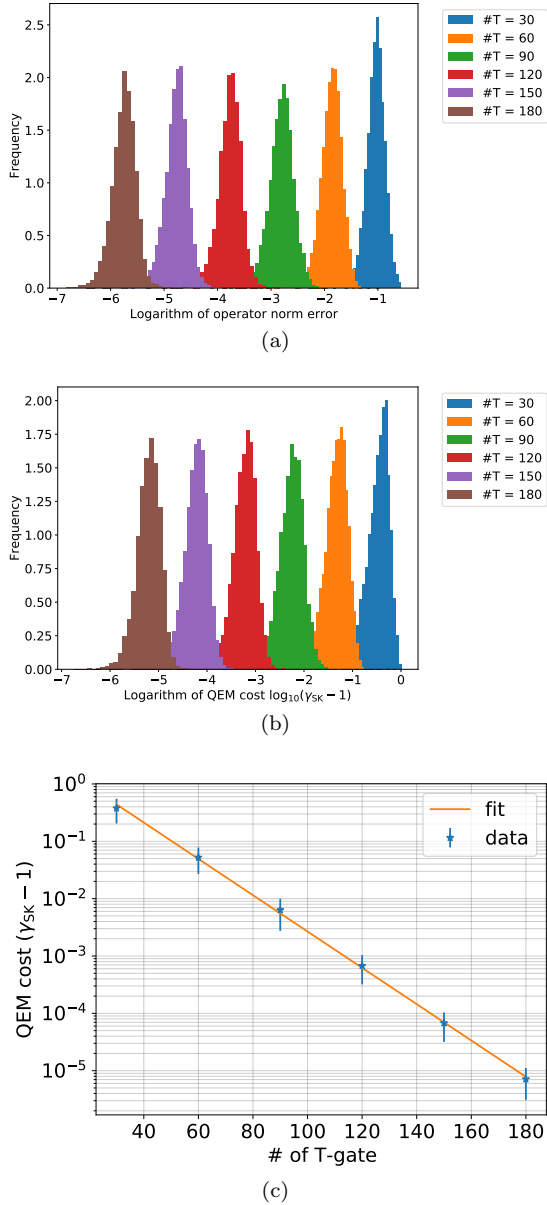 2.5
2.0
1.5
1.0
0.5
0.0
Frequency
−7 −6 −5 −4 −3 −2 −1
Logarithm of operator norm error
#T = 30
#T = 60
#T = 90
#T = 120
#T = 150
#T = 180
(a)
2.00
1.75
1.50
1.25
1.00
0.75
0.50
0.25
0.00
Frequency
−7 −6 −5 −4 −3 −2 −1 0
Logarithm of QEM cost log₁₀(γ_SK − 1)
#T = 30
#T = 60
#T = 90
#T = 120
#T = 150
#T = 180
(b)
10⁰
10⁻¹
10⁻²
10⁻³
10⁻⁴
10⁻⁵
QEM cost (γ_SK − 1)
fit
data
40 60 80 100 120 140 160 180
# of T-gate
(c)